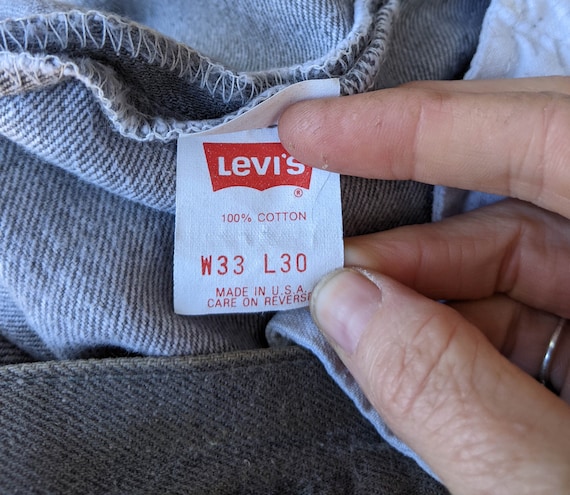 Levi's
®
100% COTTON
W33 L30
MADE IN U.S.A.
CARE ON REVERSE